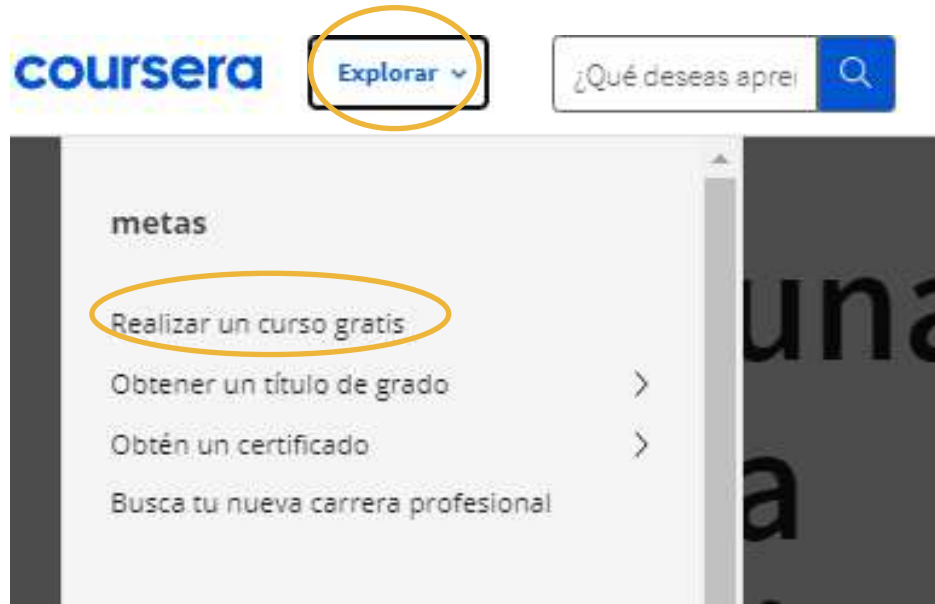 coursera Explorar ¿Qué deseas apre
metas
Realizar un curso gratis
una
Obtener un título de grado
Obtén un certificado
a
Busca tu nueva carrera profesional